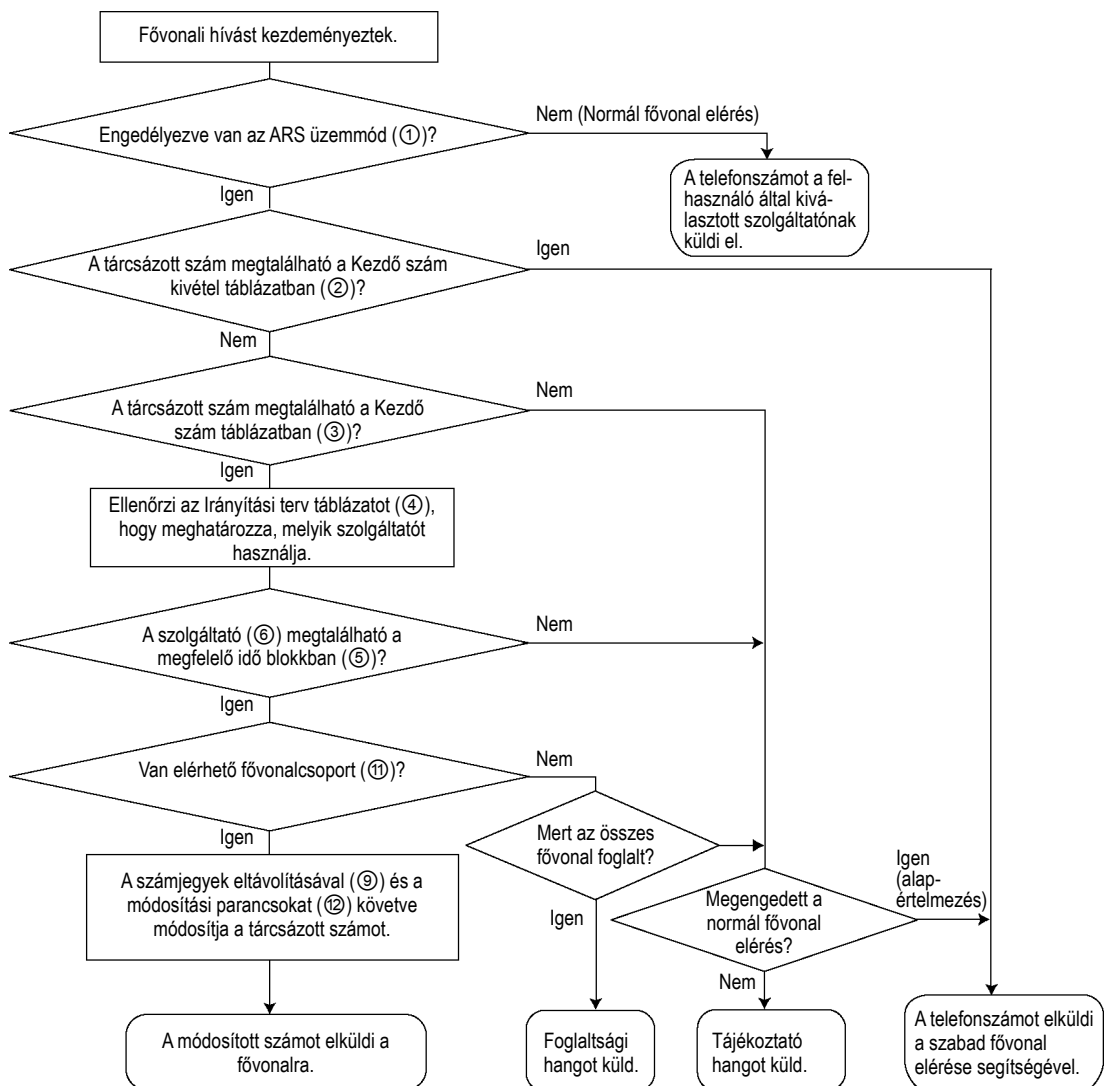 Fővonali hívást kezdeményeztek.
Engedélyezve van az ARS üzemmód (①)?
Nem (Normál fővonal elérés)
A telefonszámot a fel-
használó által kivá-
lasztott szolgáltatónak
küldi el.
Igen
A tárcsázott szám megtalálható a Kezdő szám
kivétel táblázatban (②)?
Igen
Nem
A tárcsázott szám megtalálható a Kezdő
szám táblázatban (③)?
Nem
Igen
Ellenőrzi az Irányítási terv táblázatot (④),
hogy meghatározza, melyik szolgáltatót
használja.
A szolgáltató (⑥) megtalálható a
megfelelő idő blokkban (⑤)?
Nem
Igen
Van elérhető fővonalcsoport (⑪)?
Nem
Mert az összes
fővonal foglalt?
Igen
Igen
A számjegyek eltávolításával (⑨) és a
módosítási parancsokat (⑫) követve
módosítja a tárcsázott számot.
Megengedett a
normál fővonal
elérés?
Igen
(alap-
értelmezés)
Nem
A módosított számot elküldi a
fővonalra.
Foglaltsági
hangot küld.
Tájékoztató
hangot küld.
A telefonszámot elküldi
a szabad fővonal
elérése segítségével.